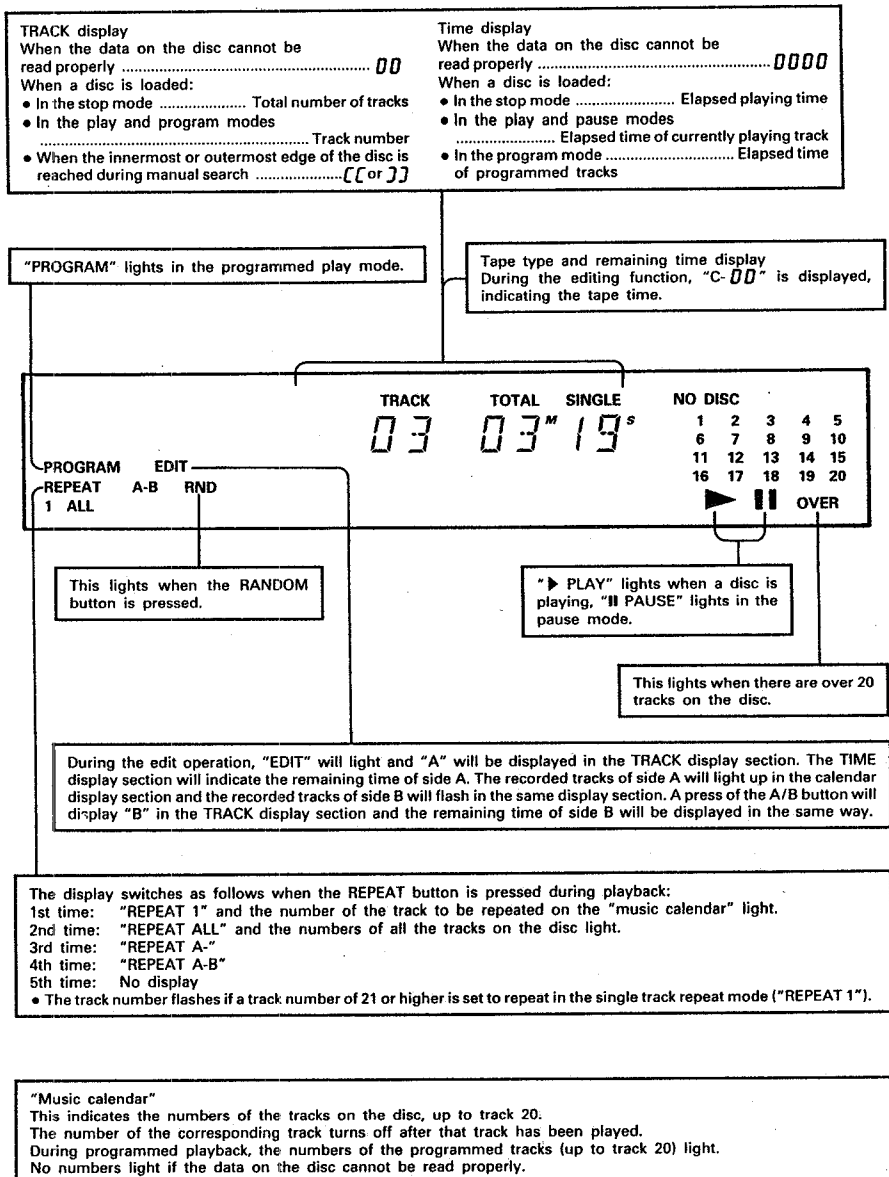 TRACK display
When the data on the disc cannot be
read properly ................................................ 00
When a disc is loaded:
• In the stop mode ..................... Total number of tracks
• In the play and program modes
..................................................... Track number
• When the innermost or outermost edge of the disc is
reached during manual search ..................... [[ or ]]
Time display
When the data on the disc cannot be
read properly ............................................. 0000
When a disc is loaded:
• In the stop mode ....................... Elapsed playing time
• In the play and pause modes
..................... Elapsed time of currently playing track
• In the program mode ............................. Elapsed time
of programmed tracks
"PROGRAM" lights in the programmed play mode.
Tape type and remaining time display
During the editing function, "C-00" is displayed,
indicating the tape time.
TRACK TOTAL SINGLE NO DISC
03 03M 19S
1 2 3 4 5
6 7 8 9 10
11 12 13 14 15
16 17 18 19 20
PROGRAM EDIT
REPEAT A-B RND
1 ALL
▶ II OVER
This lights when the RANDOM
button is pressed.
"▶ PLAY" lights when a disc is
playing, "II PAUSE" lights in the
pause mode.
This lights when there are over 20
tracks on the disc.
During the edit operation, "EDIT" will light and "A" will be displayed in the TRACK display section. The TIME
display section will indicate the remaining time of side A. The recorded tracks of side A will light up in the calendar
display section and the recorded tracks of side B will flash in the same display section. A press of the A/B button will
display "B" in the TRACK display section and the remaining time of side B will be displayed in the same way.
The display switches as follows when the REPEAT button is pressed during playback:
1st time: "REPEAT 1" and the number of the track to be repeated on the "music calendar" light.
2nd time: "REPEAT ALL" and the numbers of all the tracks on the disc light.
3rd time: "REPEAT A-"
4th time: "REPEAT A-B"
5th time: No display
• The track number flashes if a track number of 21 or higher is set to repeat in the single track repeat mode ("REPEAT 1").
"Music calendar"
This indicates the numbers of the tracks on the disc, up to track 20.
The number of the corresponding track turns off after that track has been played.
During programmed playback, the numbers of the programmed tracks (up to track 20) light.
No numbers light if the data on the disc cannot be read properly.